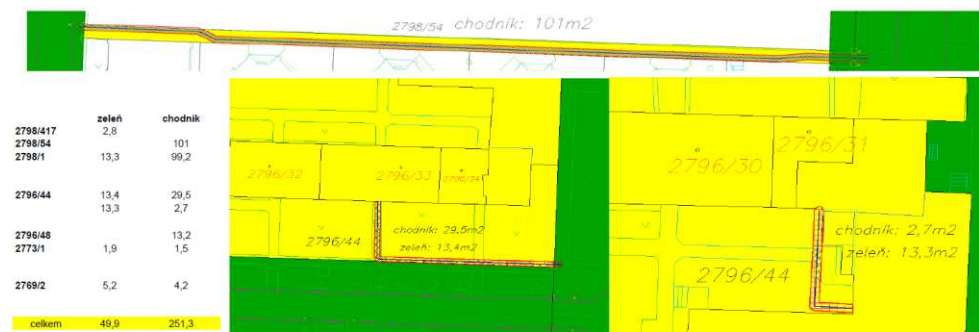 2798/54 chodník: 101m2
zeleň chodník
2798/417 2,8
2798/54 101
2798/1 13,3 99,2
2796/44 13,4 29,5
13,3 2,7
2796/48 13,2
2773/1 1,9 1,5
2769/2 5,2 4,2
celkem 49,9 251,3
2796/32 2796/33 2796/34
2796/44
chodník: 29,5m2
zeleň: 13,4m2
2796/30 2796/31
chodník: 2,7m2
zeleň: 13,3m2
2796/44